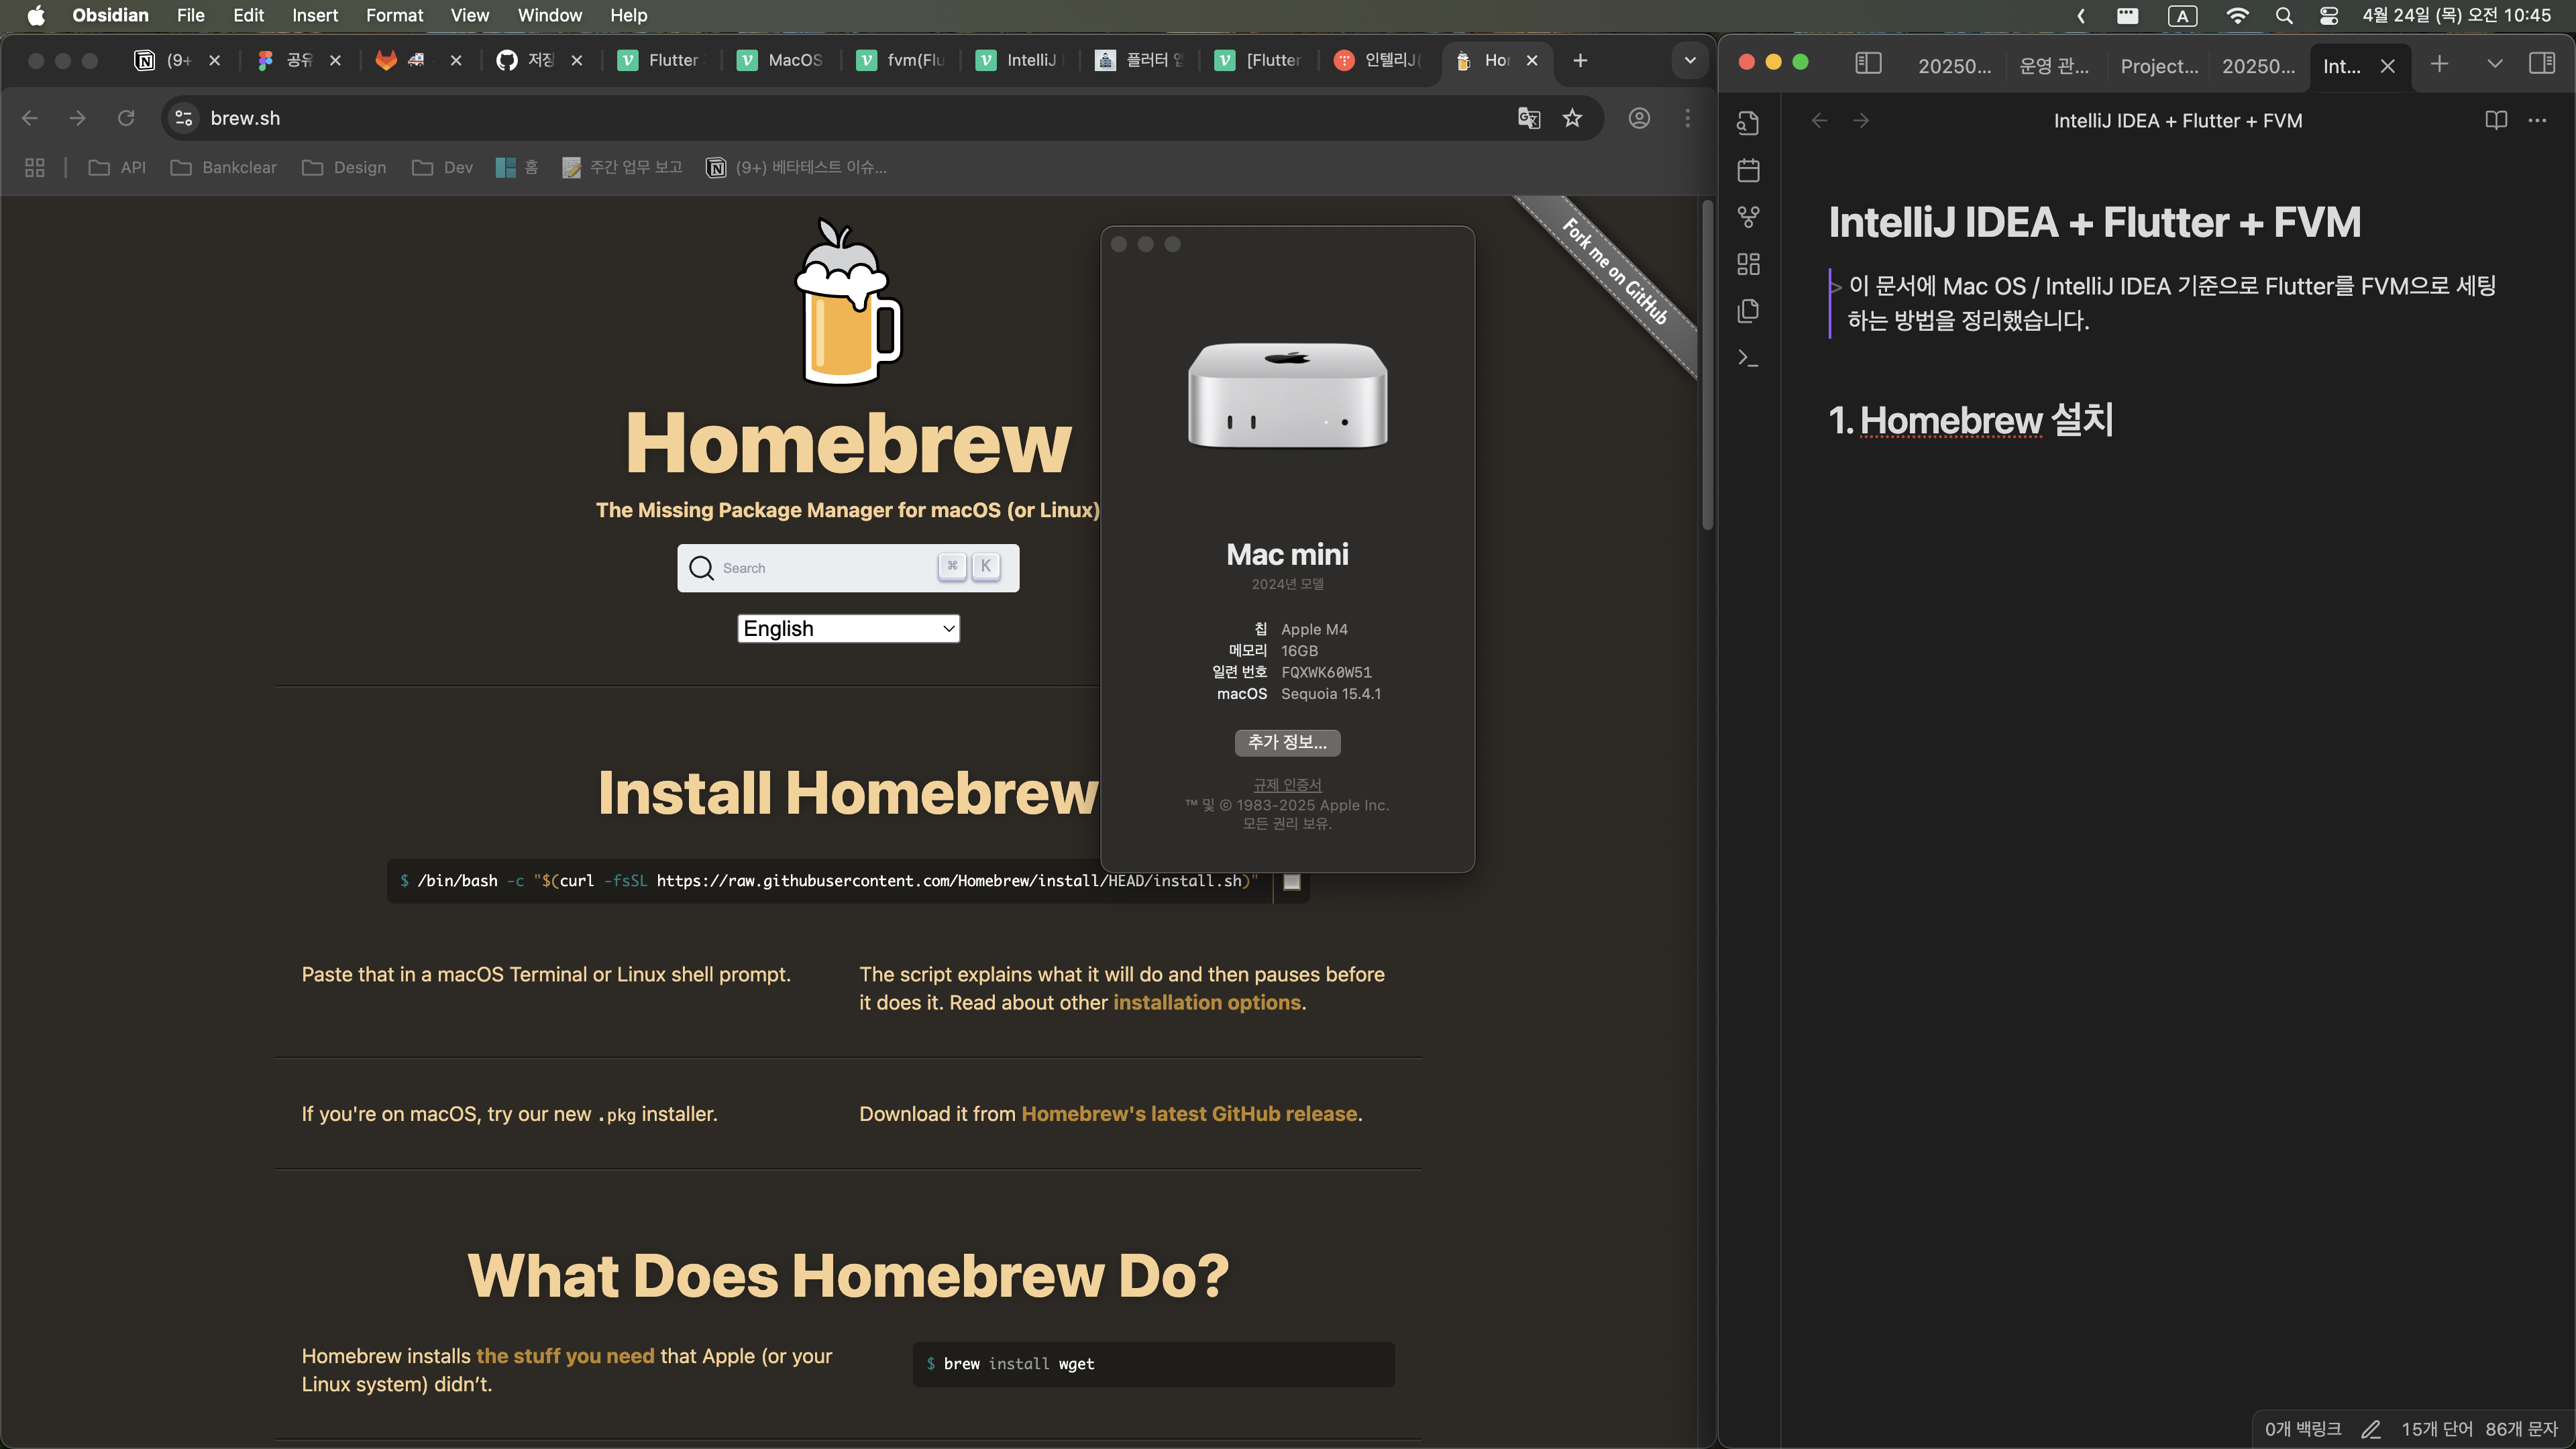 Obsidian File Edit Insert Format View Window Help
A 4월 24일 (목) 오전 10:45
(9+ 공유 저장 Flutter MacOS fvm(Flu IntelliJ 플러터 앱 [Flutter 인텔리J( Ho
brew.sh
API Bankclear Design Dev 홈 주간 업무 보고 (9+) 베타테스트 이슈...
Fork me on GitHub
Homebrew
The Missing Package Manager for macOS (or Linux)
Search ⌘ K
English
Install Homebrew
$ /bin/bash -c "$(curl -fsSL https://raw.githubusercontent.com/Homebrew/install/HEAD/install.sh)"
Paste that in a macOS Terminal or Linux shell prompt.
The script explains what it will do and then pauses before
it does it. Read about other installation options.
If you're on macOS, try our new .pkg installer.
Download it from Homebrew's latest GitHub release.
What Does Homebrew Do?
Homebrew installs the stuff you need that Apple (or your
Linux system) didn’t.
$ brew install wget
Mac mini
2024년 모델
칩 Apple M4
메모리 16GB
일련 번호 FQXWK60W51
macOS Sequoia 15.4.1
추가 정보...
규제 인증서
™ 및 © 1983-2025 Apple Inc.
모든 권리 보유.
20250... 운영 관... Project... 20250... Int...
IntelliJ IDEA + Flutter + FVM
IntelliJ IDEA + Flutter + FVM
> 이 문서에 Mac OS / IntelliJ IDEA 기준으로 Flutter를 FVM으로 세팅
하는 방법을 정리했습니다.
1. Homebrew 설치
0개 백링크 15개 단어 86개 문자